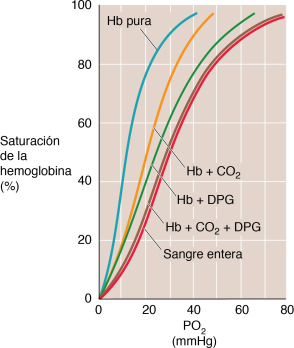 100
Hb pura
80
60
Saturación
de la
hemoglobina
(%)
Hb + CO₂
40
Hb + DPG
Hb + CO₂ + DPG
20
Sangre entera
0
0 20 40 60 80
PO₂
(mmHg)